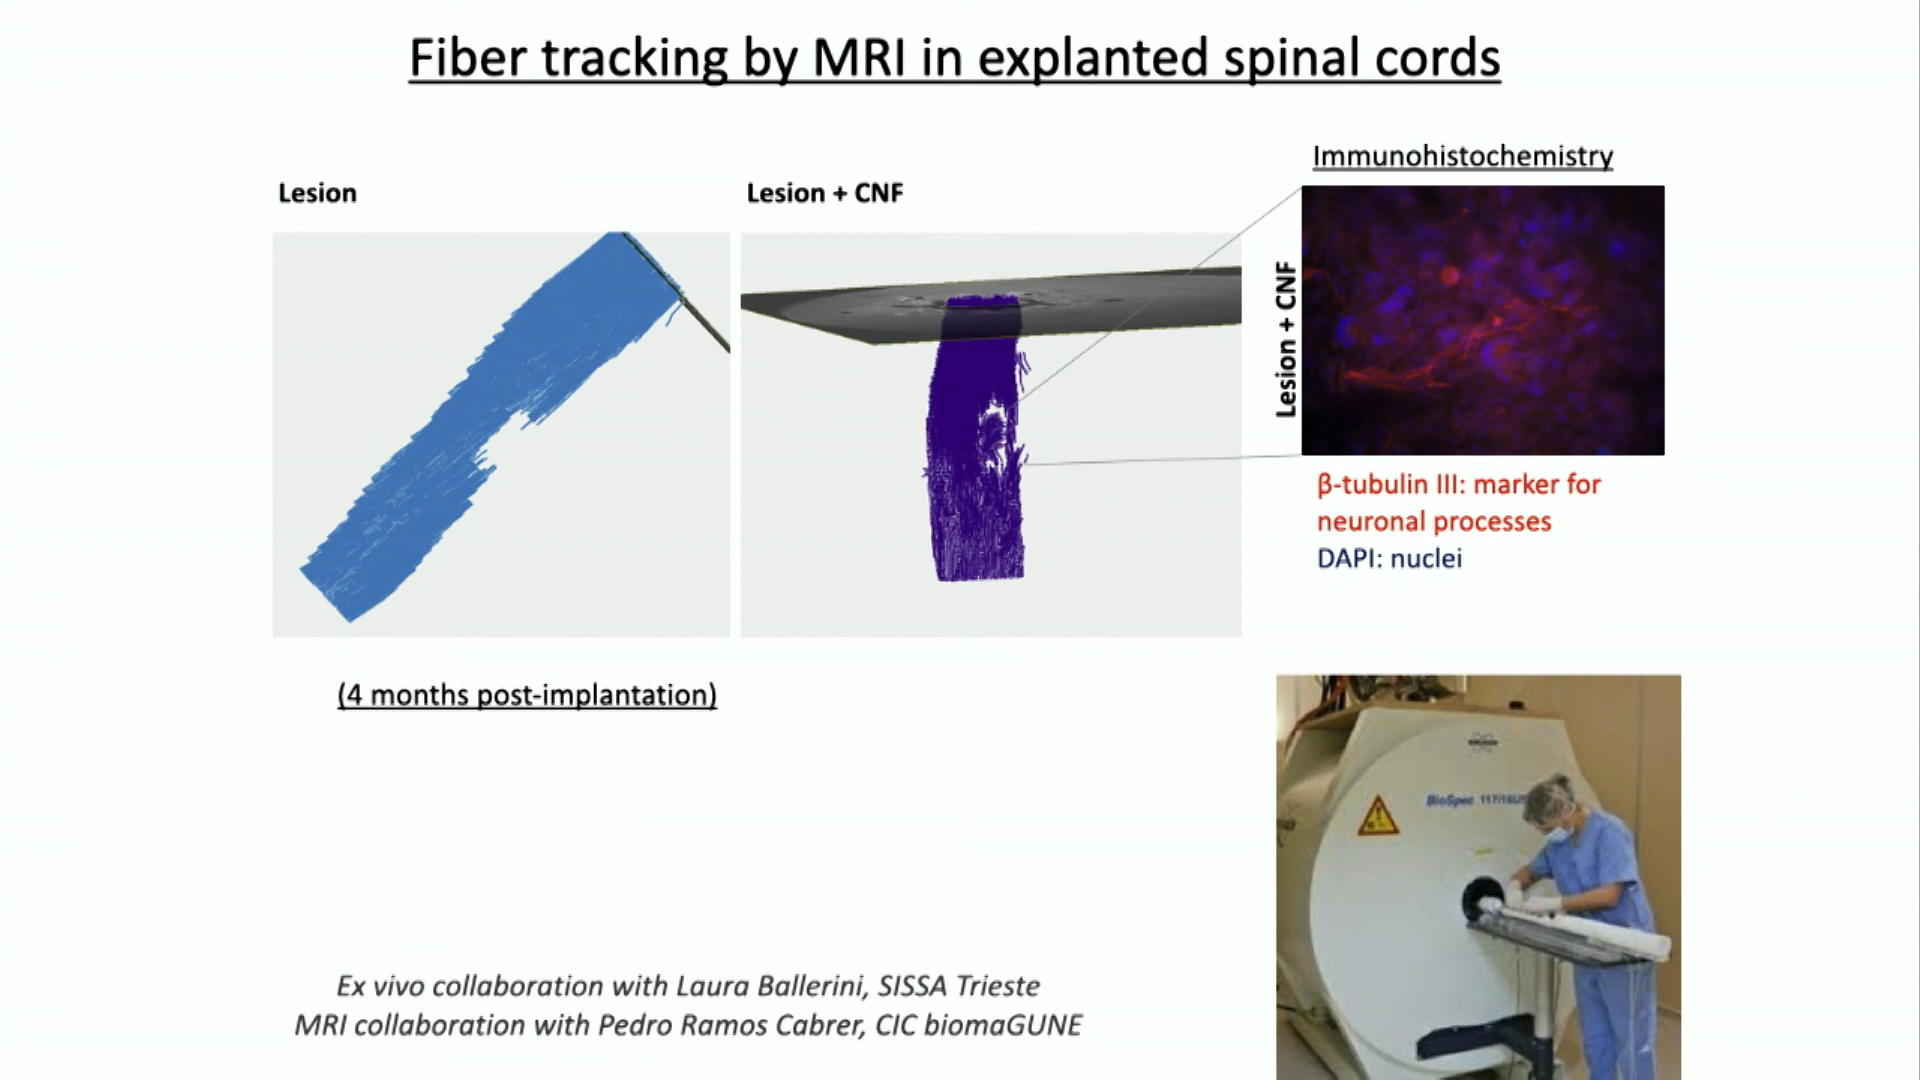 Fiber tracking by MRI in explanted spinal cords
Immunohistochemistry
Lesion
Lesion + CNF
Lesion + CNF
β-tubulin III: marker for
neuronal processes
DAPI: nuclei
(4 months post-implantation)
BioSpec 117/16US
Ex vivo collaboration with Laura Ballerini, SISSA Trieste
MRI collaboration with Pedro Ramos Cabrer, CIC biomaGUNE